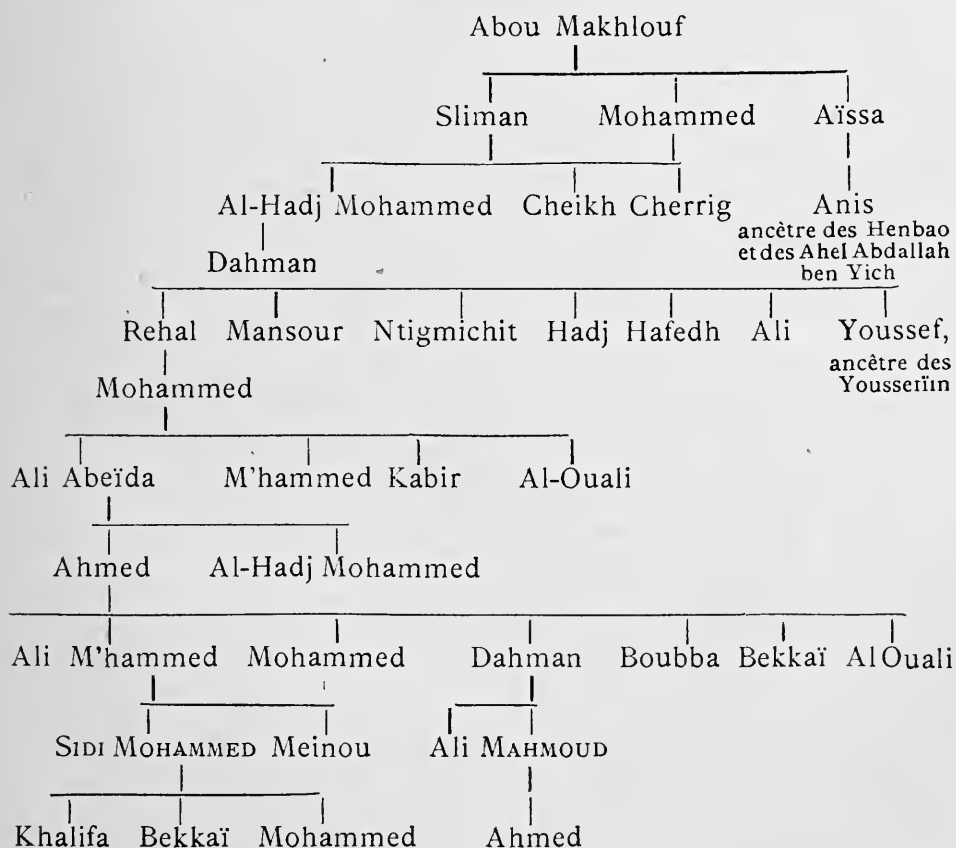 Abou Makhlouf
Sliman Mohammed Aïssa
Al-Hadj Mohammed Cheikh Cherrig Anis
ancètre des Henbao
et des Ahel Abdallah
ben Yich
Dahman
Rehal Mansour Ntigmichit Hadj Hafedh Ali Youssef,
ancêtre des
Yousseriïn
Mohammed
Ali Abeïda M'hammed Kabir Al-Ouali
Ahmed Al-Hadj Mohammed
Ali M'hammed Mohammed Dahman Boubba Bekkaï Al Ouali
SIDI MOHAMMED Meinou Ali MAHMOUD
Khalifa Bekkaï Mohammed Ahmed